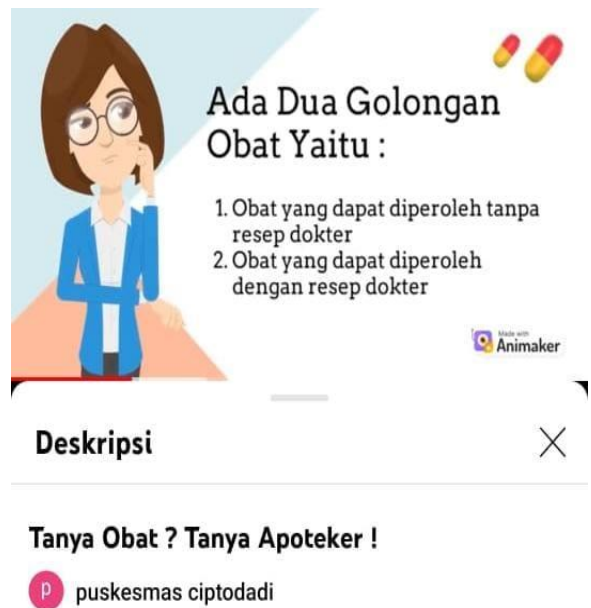 Ada Dua Golongan
Obat Yaitu :
1. Obat yang dapat diperoleh tanpa
resep dokter
2. Obat yang dapat diperoleh
dengan resep dokter
Made with
Animaker
Deskripsi
Tanya Obat ? Tanya Apoteker !
p
puskesmas ciptodadi